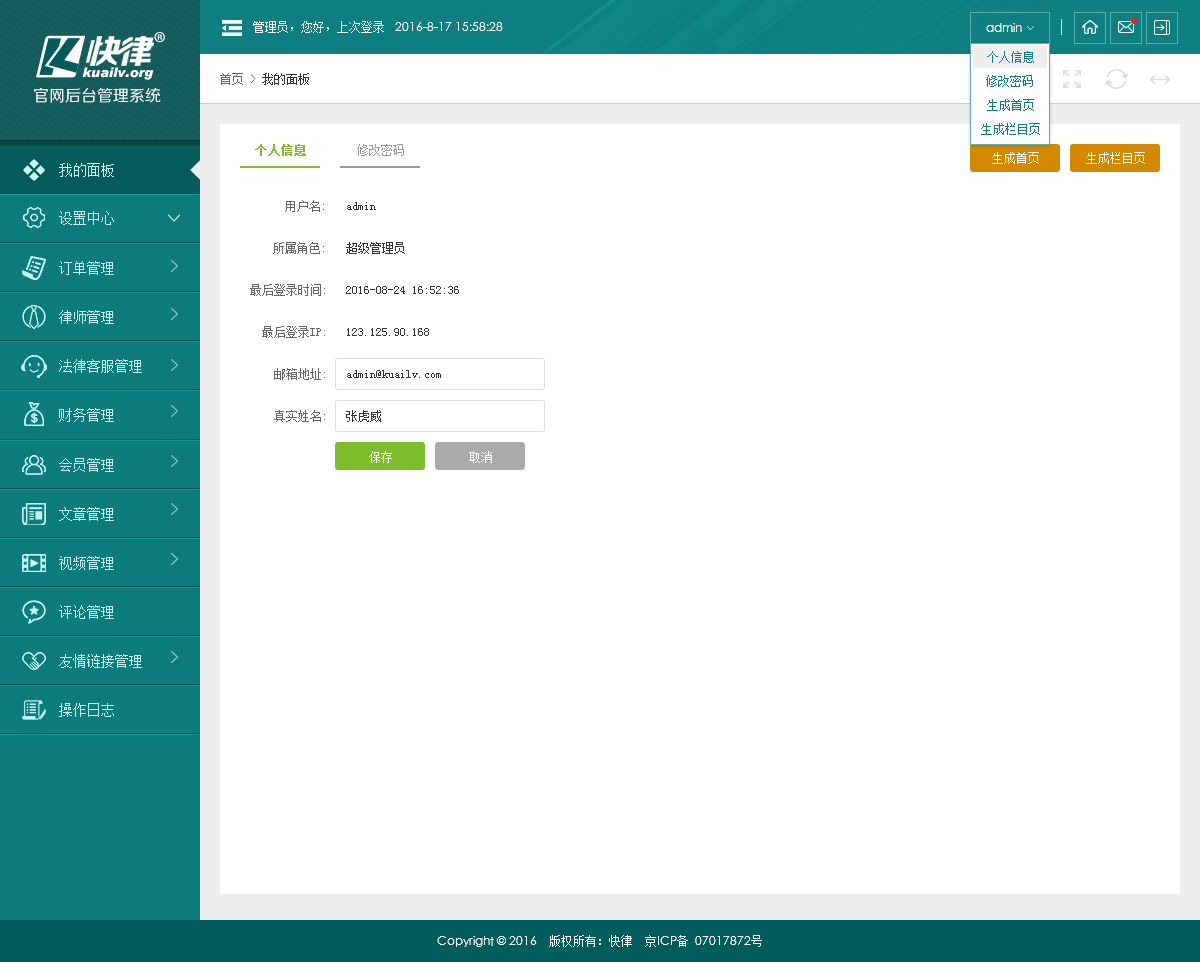 快律®
kuailv.org
官网后台管理系统
管理员，您好，上次登录 2016-8-17 15:58:28
admin
个人信息
修改密码
生成首页
生成栏目页
首页 > 我的面板
我的面板
设置中心
订单管理
律师管理
法律客服管理
财务管理
会员管理
文章管理
视频管理
评论管理
友情链接管理
操作日志
个人信息 修改密码
生成首页 生成栏目页
用户名: admin
所属角色: 超级管理员
最后登录时间: 2016-08-24 16:52:36
最后登录IP: 123.125.90.168
邮箱地址: admin@kuailv.com
真实姓名: 张虎威
保存 取消
Copyright © 2016 版权所有：快律 京ICP备 07017872号